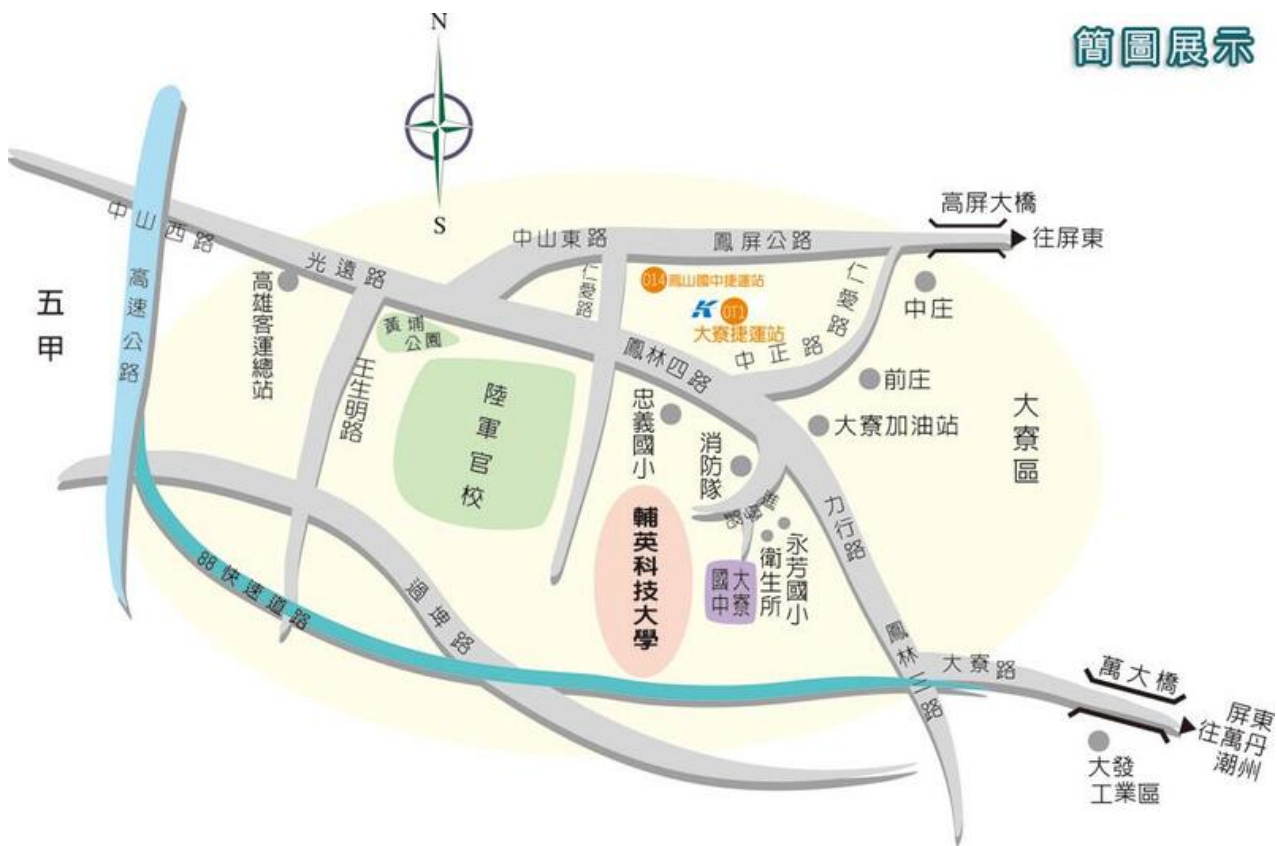 N
簡圖展示
S
高屏大橋
往屏東
中山東路
鳳屏公路
中山西路
光遠路
仁愛路
仁愛路
O14 鳳山國中捷運站
K OT1
大寮捷運站
中庄
五甲
高速公路
高雄客運總站
黃埔
公園
鳳林四路
中正路
前庄
王生明路
陸軍官校
忠義國小
大寮加油站
大寮區
消防隊
進學路
力行路
輔英科技大學
永芳國小
衛生所
大寮
國中
88快速道路
過埤路
鳳林三路
大寮路
萬大橋
屏東
往萬丹
潮州
大發
工業區